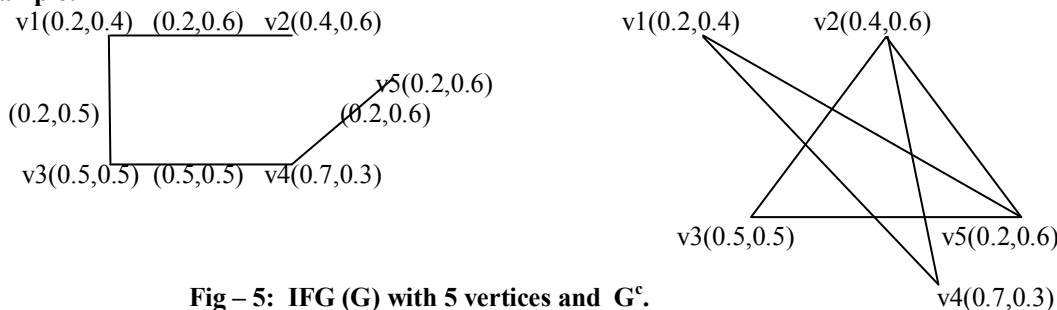 v1(0.2,0.4) (0.2,0.6) v2(0.4,0.6)
v5(0.2,0.6)
(0.2,0.5) (0.2,0.6)
v3(0.5,0.5) (0.5,0.5) v4(0.7,0.3)
v1(0.2,0.4) v2(0.4,0.6)
v3(0.5,0.5) v5(0.2,0.6)
v4(0.7,0.3)
Fig – 5: IFG (G) with 5 vertices and Gᶜ.